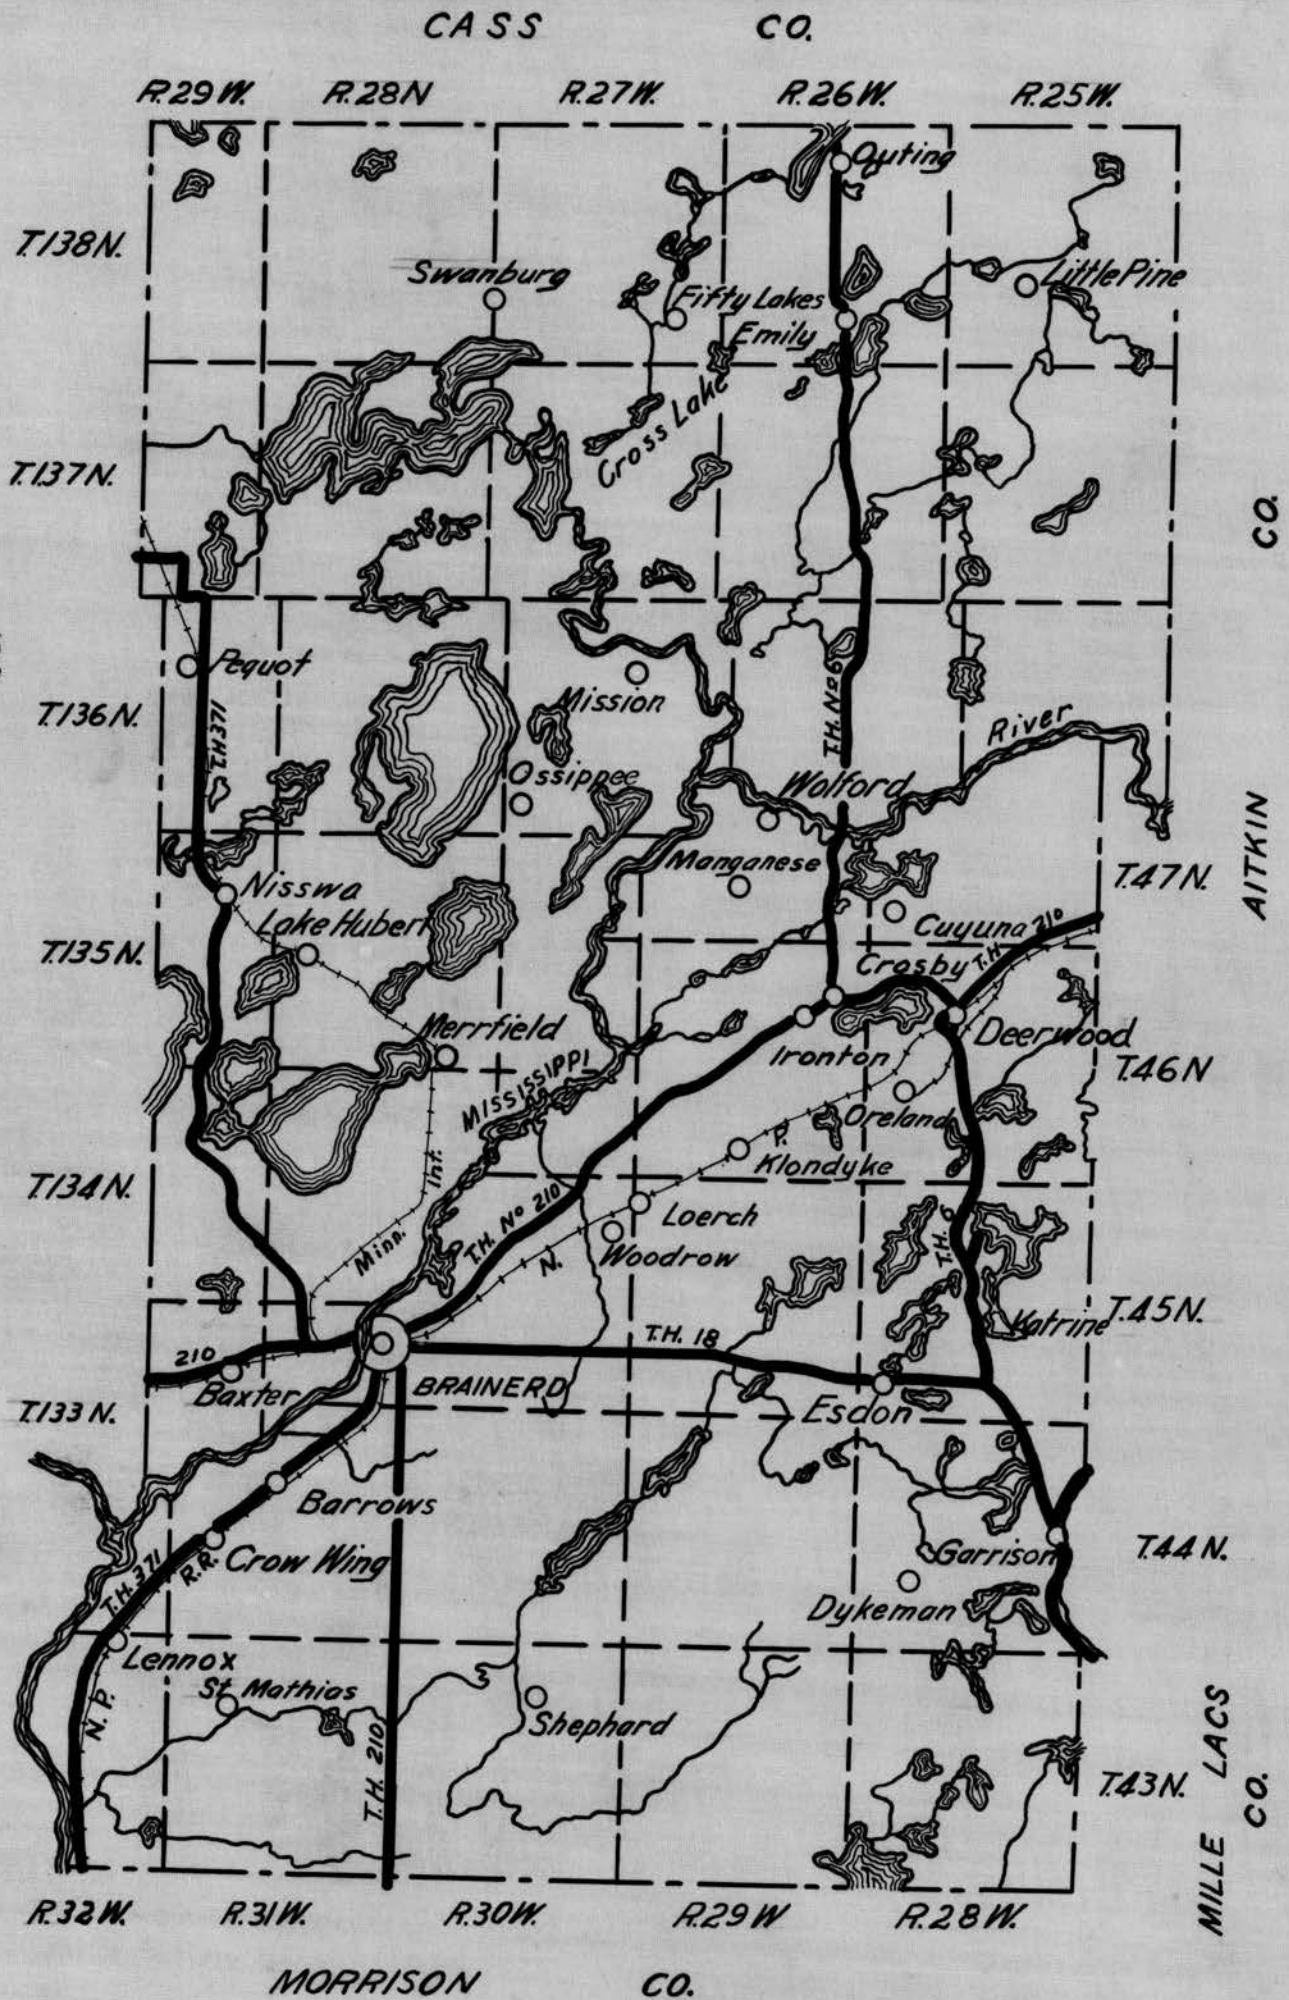 CASS CO.
R.29W. R.28N R.27W. R.26W. R.25W.
Outing
T.138N.
Swanburg
Little Pine
Fifty Lakes
Emily
Cross Lake
T.137N.
CO.
Pequot
Mission
T.136N.
T.H.371
T.H. No 6
River
Ossippee
Wolford
AITKIN
Manganese
T.47N.
Nisswa
Lake Hubert
Cuyuna
T.H. 210
T.135N.
Crosby
Merrfield
Deerwood
Ironton
MISSISSIPPI
T.46N
Oreland
P.
Klondyke
T.134N.
Int.
T.H. No 210
Loerch
Minn.
N.
Woodrow
T.H. 6
Katrine
T.45N.
T.H. 18
210
Baxter
BRAINERD
T.133N.
Esdon
Barrows
Crow Wing
Garrison
T.44N.
T.H. 371
R.R.
Dykeman
Lennox
St. Mathias
N.P.
Shephard
T.H. 210
T.43N.
MILLE LACS
CO.
R.32W. R.31W. R.30W. R.29W R.28W.
MORRISON CO.